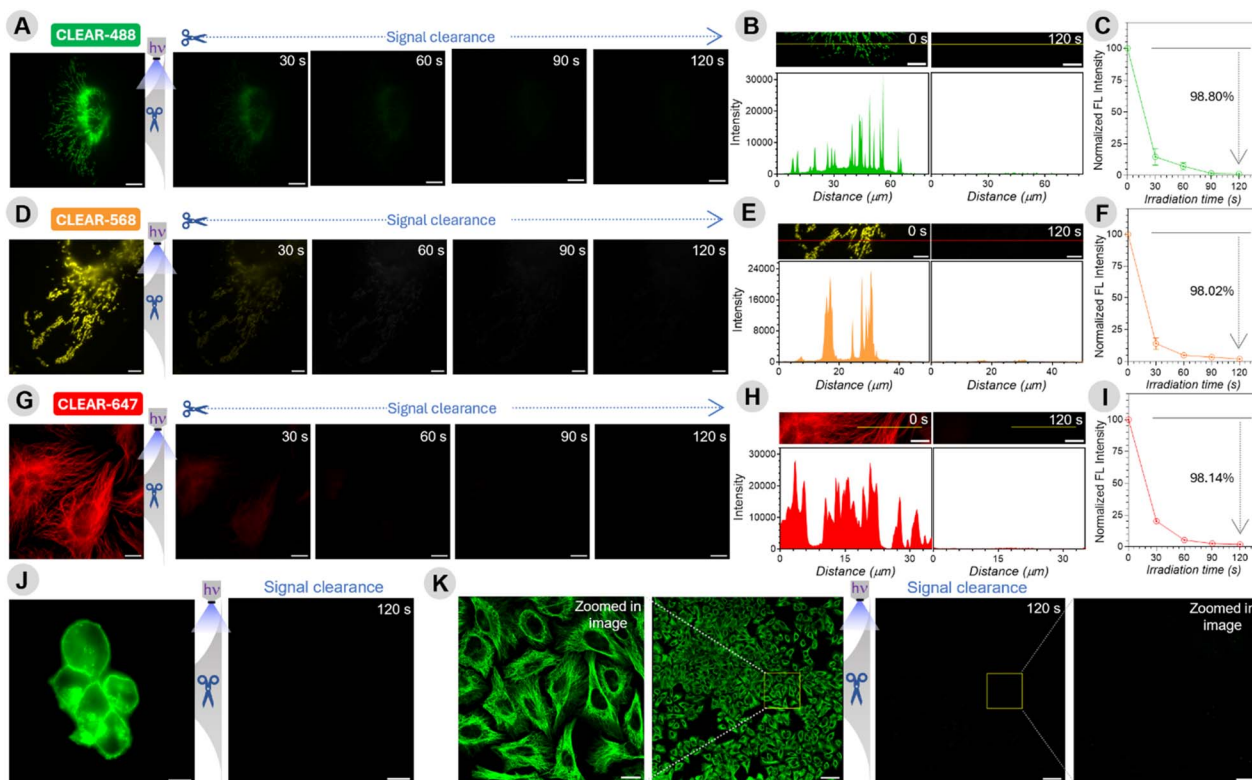 A CLEAR-488 hν Signal clearance
30 s 60 s 90 s 120 s
B 0 s 120 s
Intensity
30000
20000
10000
0
0 20 40 60 0 20 40 60
Distance (μm) Distance (μm)
C
Normalized FL Intensity
100
75
50
25
0
98.80%
0 30 60 90 120
Irradiation time (s)
D CLEAR-568 hν Signal clearance
30 s 60 s 90 s 120 s
E 0 s 120 s
Intensity
24000
16000
8000
0
0 20 40 0 20 40
Distance (μm) Distance (μm)
F
Normalized FL Intensity
100
75
50
25
0
98.02%
0 30 60 90 120
Irradiation time (s)
G CLEAR-647 hν Signal clearance
30 s 60 s 90 s 120 s
H 0 s 120 s
Intensity
30000
20000
10000
0
0 15 30 0 15 30
Distance (μm) Distance (μm)
I
Normalized FL Intensity
100
75
50
25
0
98.14%
0 30 60 90 120
Irradiation time (s)
J hν Signal clearance
120 s
K Zoomed in
image
hν Signal clearance
120 s
Zoomed in
image